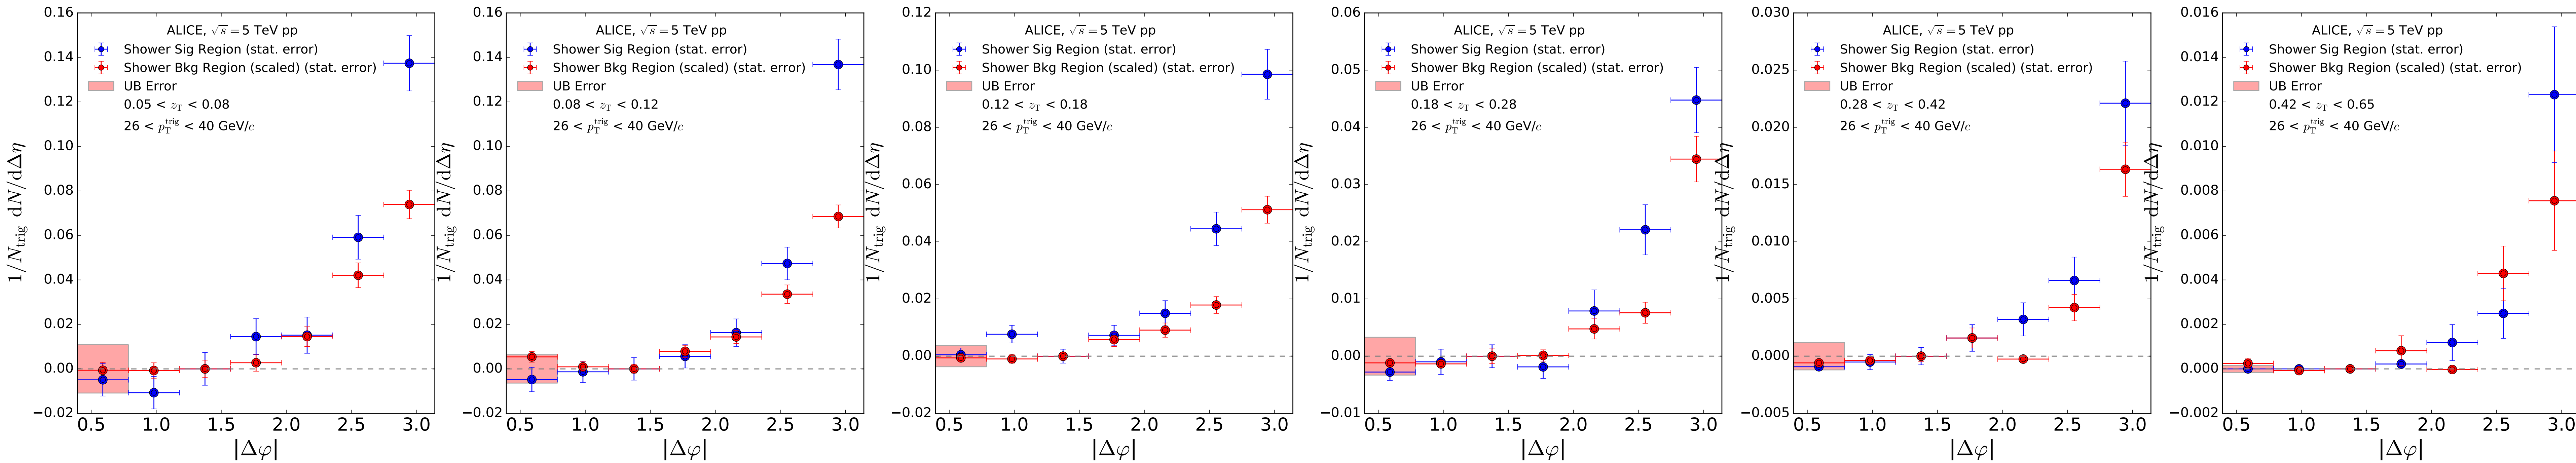 0.16
0.14
0.12
0.10
0.08
0.06
0.04
0.02
0.00
−0.02
1/N_trig dN/dΔη
ALICE, √s = 5 TeV pp
Shower Sig Region (stat. error)
Shower Bkg Region (scaled) (stat. error)
UB Error
0.05 < z_T < 0.08
26 < p_T^trig < 40 GeV/c
0.5 1.0 1.5 2.0 2.5 3.0
|Δφ|
0.16
0.14
0.12
0.10
0.08
0.06
0.04
0.02
0.00
−0.02
1/N_trig dN/dΔη
ALICE, √s = 5 TeV pp
Shower Sig Region (stat. error)
Shower Bkg Region (scaled) (stat. error)
UB Error
0.08 < z_T < 0.12
26 < p_T^trig < 40 GeV/c
0.5 1.0 1.5 2.0 2.5 3.0
|Δφ|
0.12
0.10
0.08
0.06
0.04
0.02
0.00
−0.02
1/N_trig dN/dΔη
ALICE, √s = 5 TeV pp
Shower Sig Region (stat. error)
Shower Bkg Region (scaled) (stat. error)
UB Error
0.12 < z_T < 0.18
26 < p_T^trig < 40 GeV/c
0.5 1.0 1.5 2.0 2.5 3.0
|Δφ|
0.06
0.05
0.04
0.03
0.02
0.01
0.00
−0.01
1/N_trig dN/dΔη
ALICE, √s = 5 TeV pp
Shower Sig Region (stat. error)
Shower Bkg Region (scaled) (stat. error)
UB Error
0.18 < z_T < 0.28
26 < p_T^trig < 40 GeV/c
0.5 1.0 1.5 2.0 2.5 3.0
|Δφ|
0.030
0.025
0.020
0.015
0.010
0.005
0.000
−0.005
1/N_trig dN/dΔη
ALICE, √s = 5 TeV pp
Shower Sig Region (stat. error)
Shower Bkg Region (scaled) (stat. error)
UB Error
0.28 < z_T < 0.42
26 < p_T^trig < 40 GeV/c
0.5 1.0 1.5 2.0 2.5 3.0
|Δφ|
0.016
0.014
0.012
0.010
0.008
0.006
0.004
0.002
0.000
−0.002
1/N_trig dN/dΔη
ALICE, √s = 5 TeV pp
Shower Sig Region (stat. error)
Shower Bkg Region (scaled) (stat. error)
UB Error
0.42 < z_T < 0.65
26 < p_T^trig < 40 GeV/c
0.5 1.0 1.5 2.0 2.5 3.0
|Δφ|